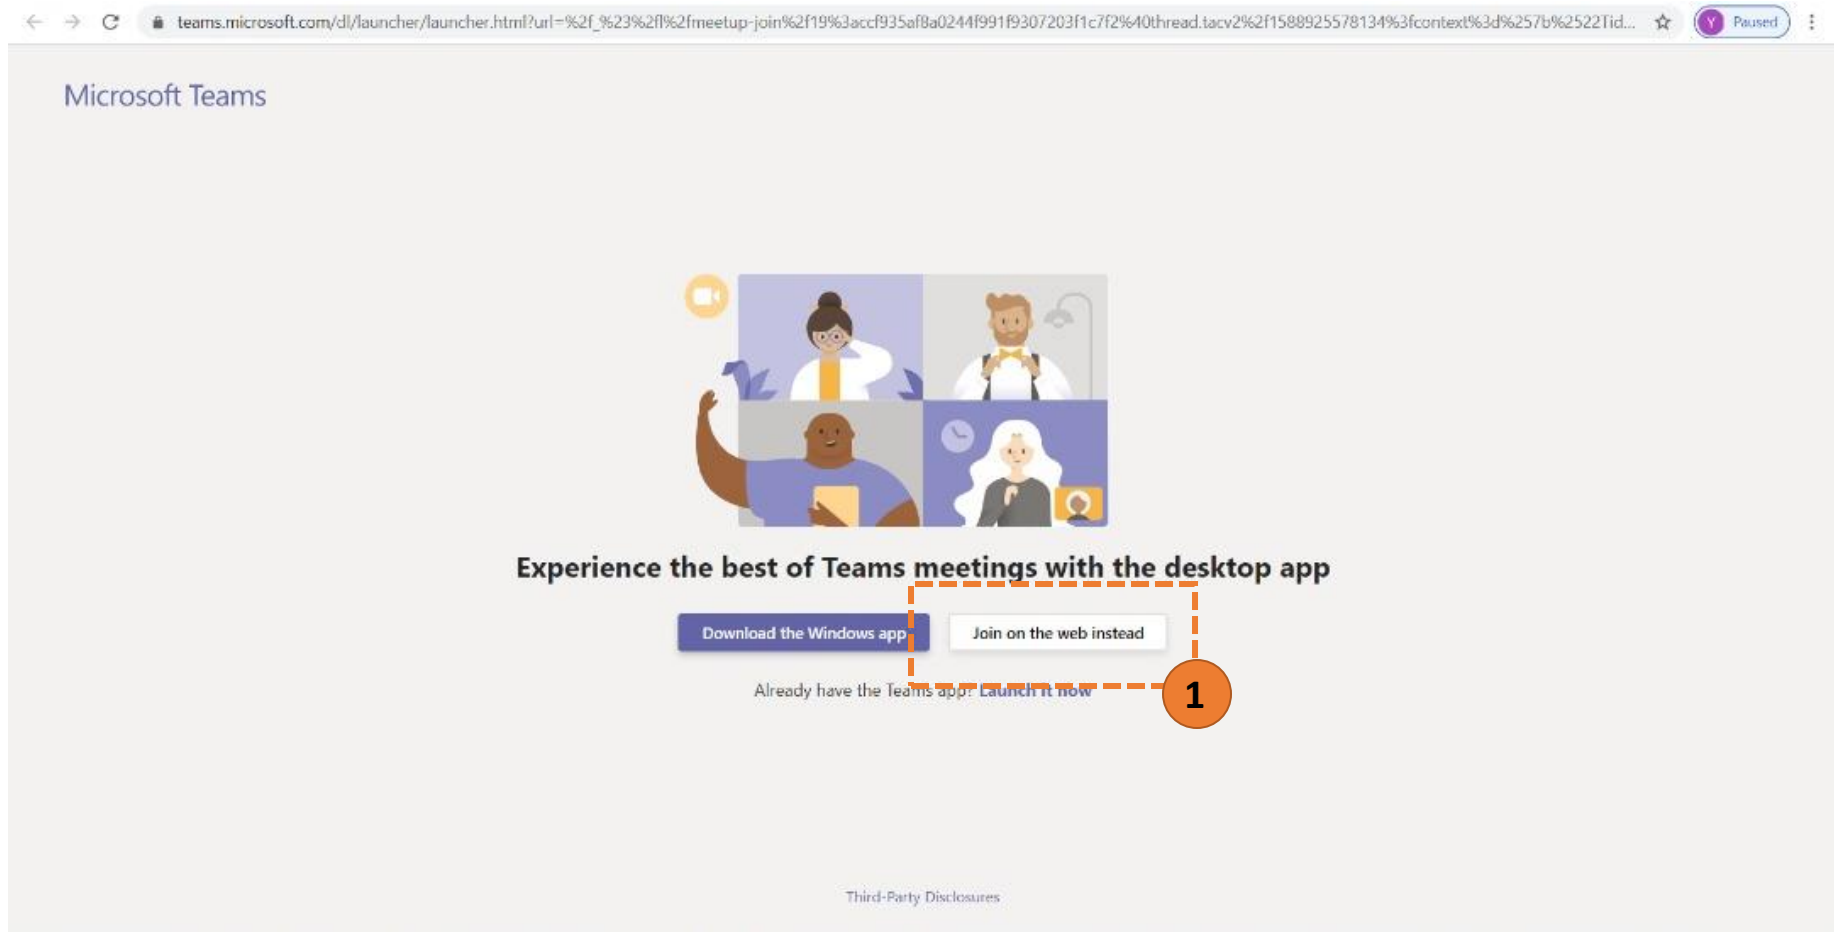 teams.microsoft.com/dl/launcher/launcher.html?url=%2f_%23%2fl%2fmeetup-join%2f19%3accf935af8a0244f991f9307203f1c7f2%40thread.tacv2%2f1588925578134%3fcontext%3d%257b%2522Tid...
Y Paused
Microsoft Teams
Experience the best of Teams meetings with the desktop app
Download the Windows app
Join on the web instead
Already have the Teams app? Launch it now
1
Third-Party Disclosures